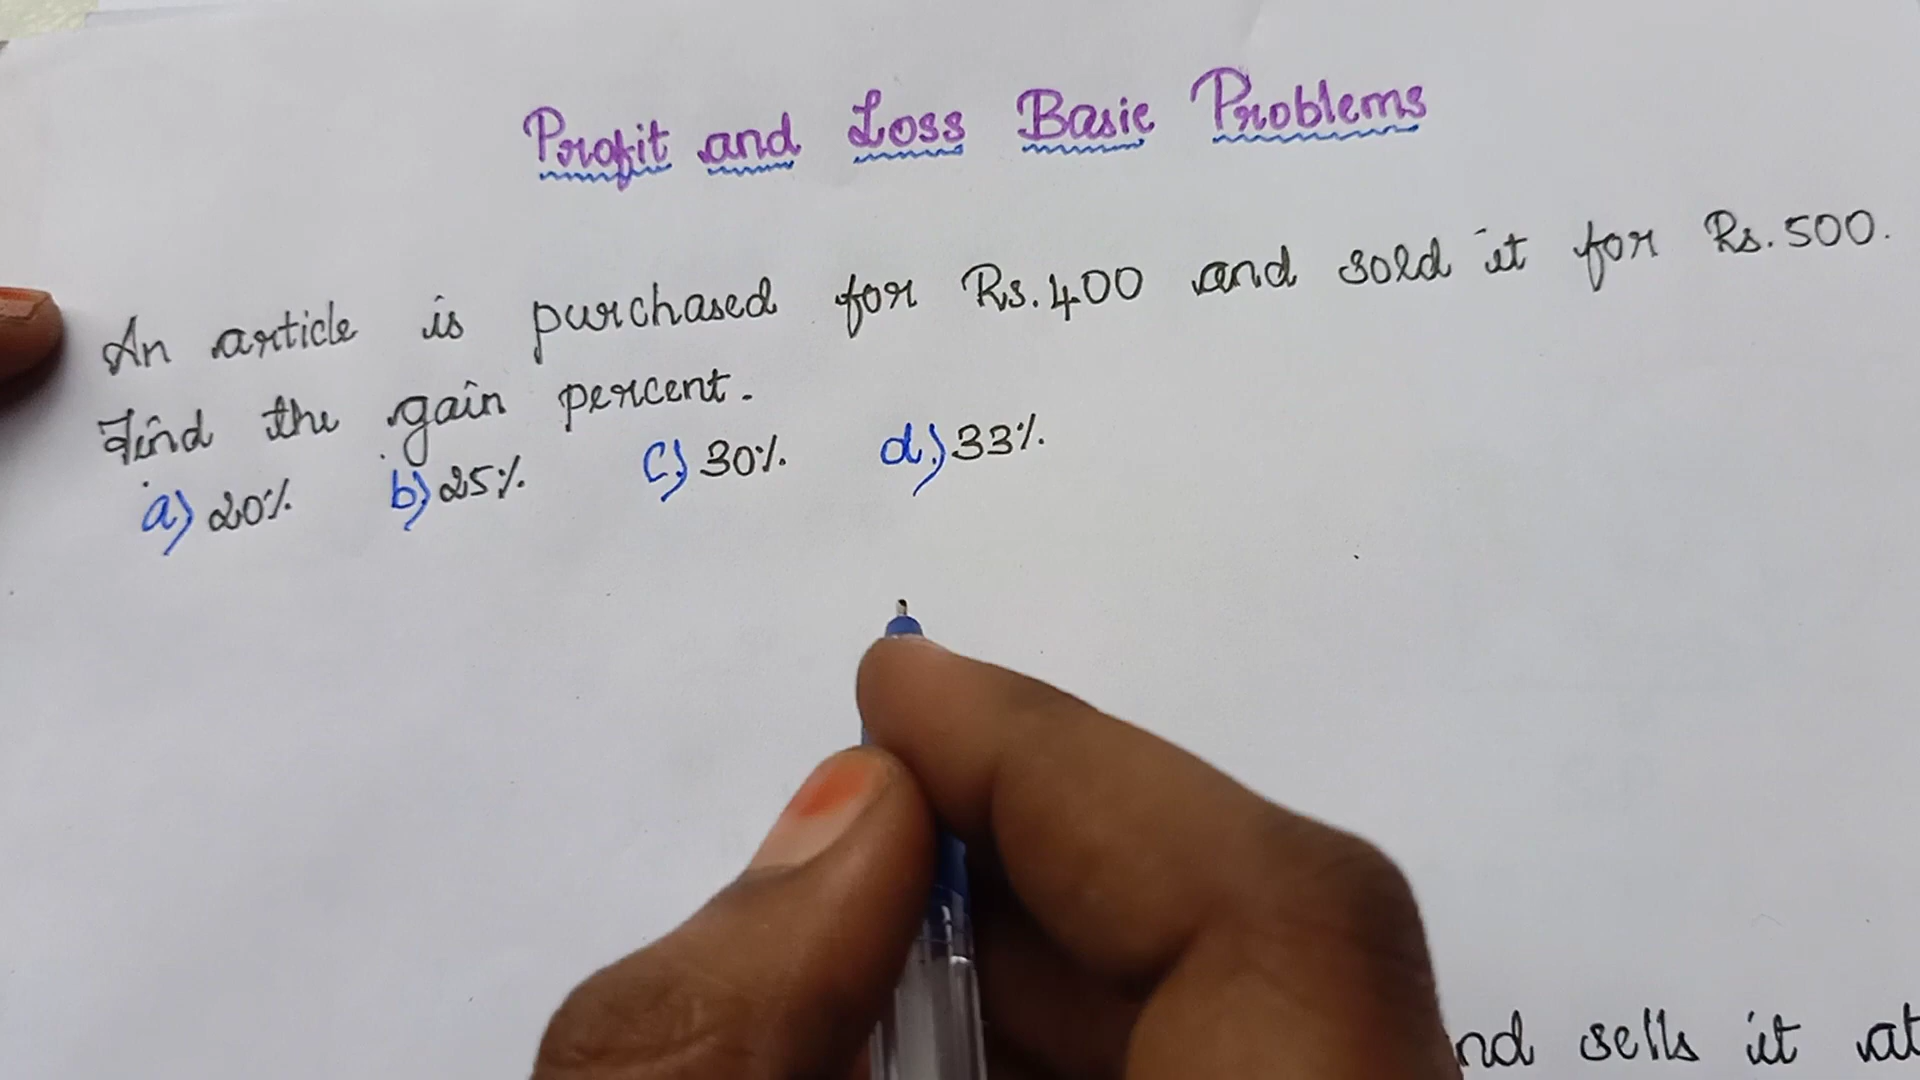 Profit and Loss Basic Problems
An article is purchased for Rs.400 and sold it for Rs.500.
Find the gain percent.
a) 20% b) 25% c) 30% d.) 33%
nd sells it at